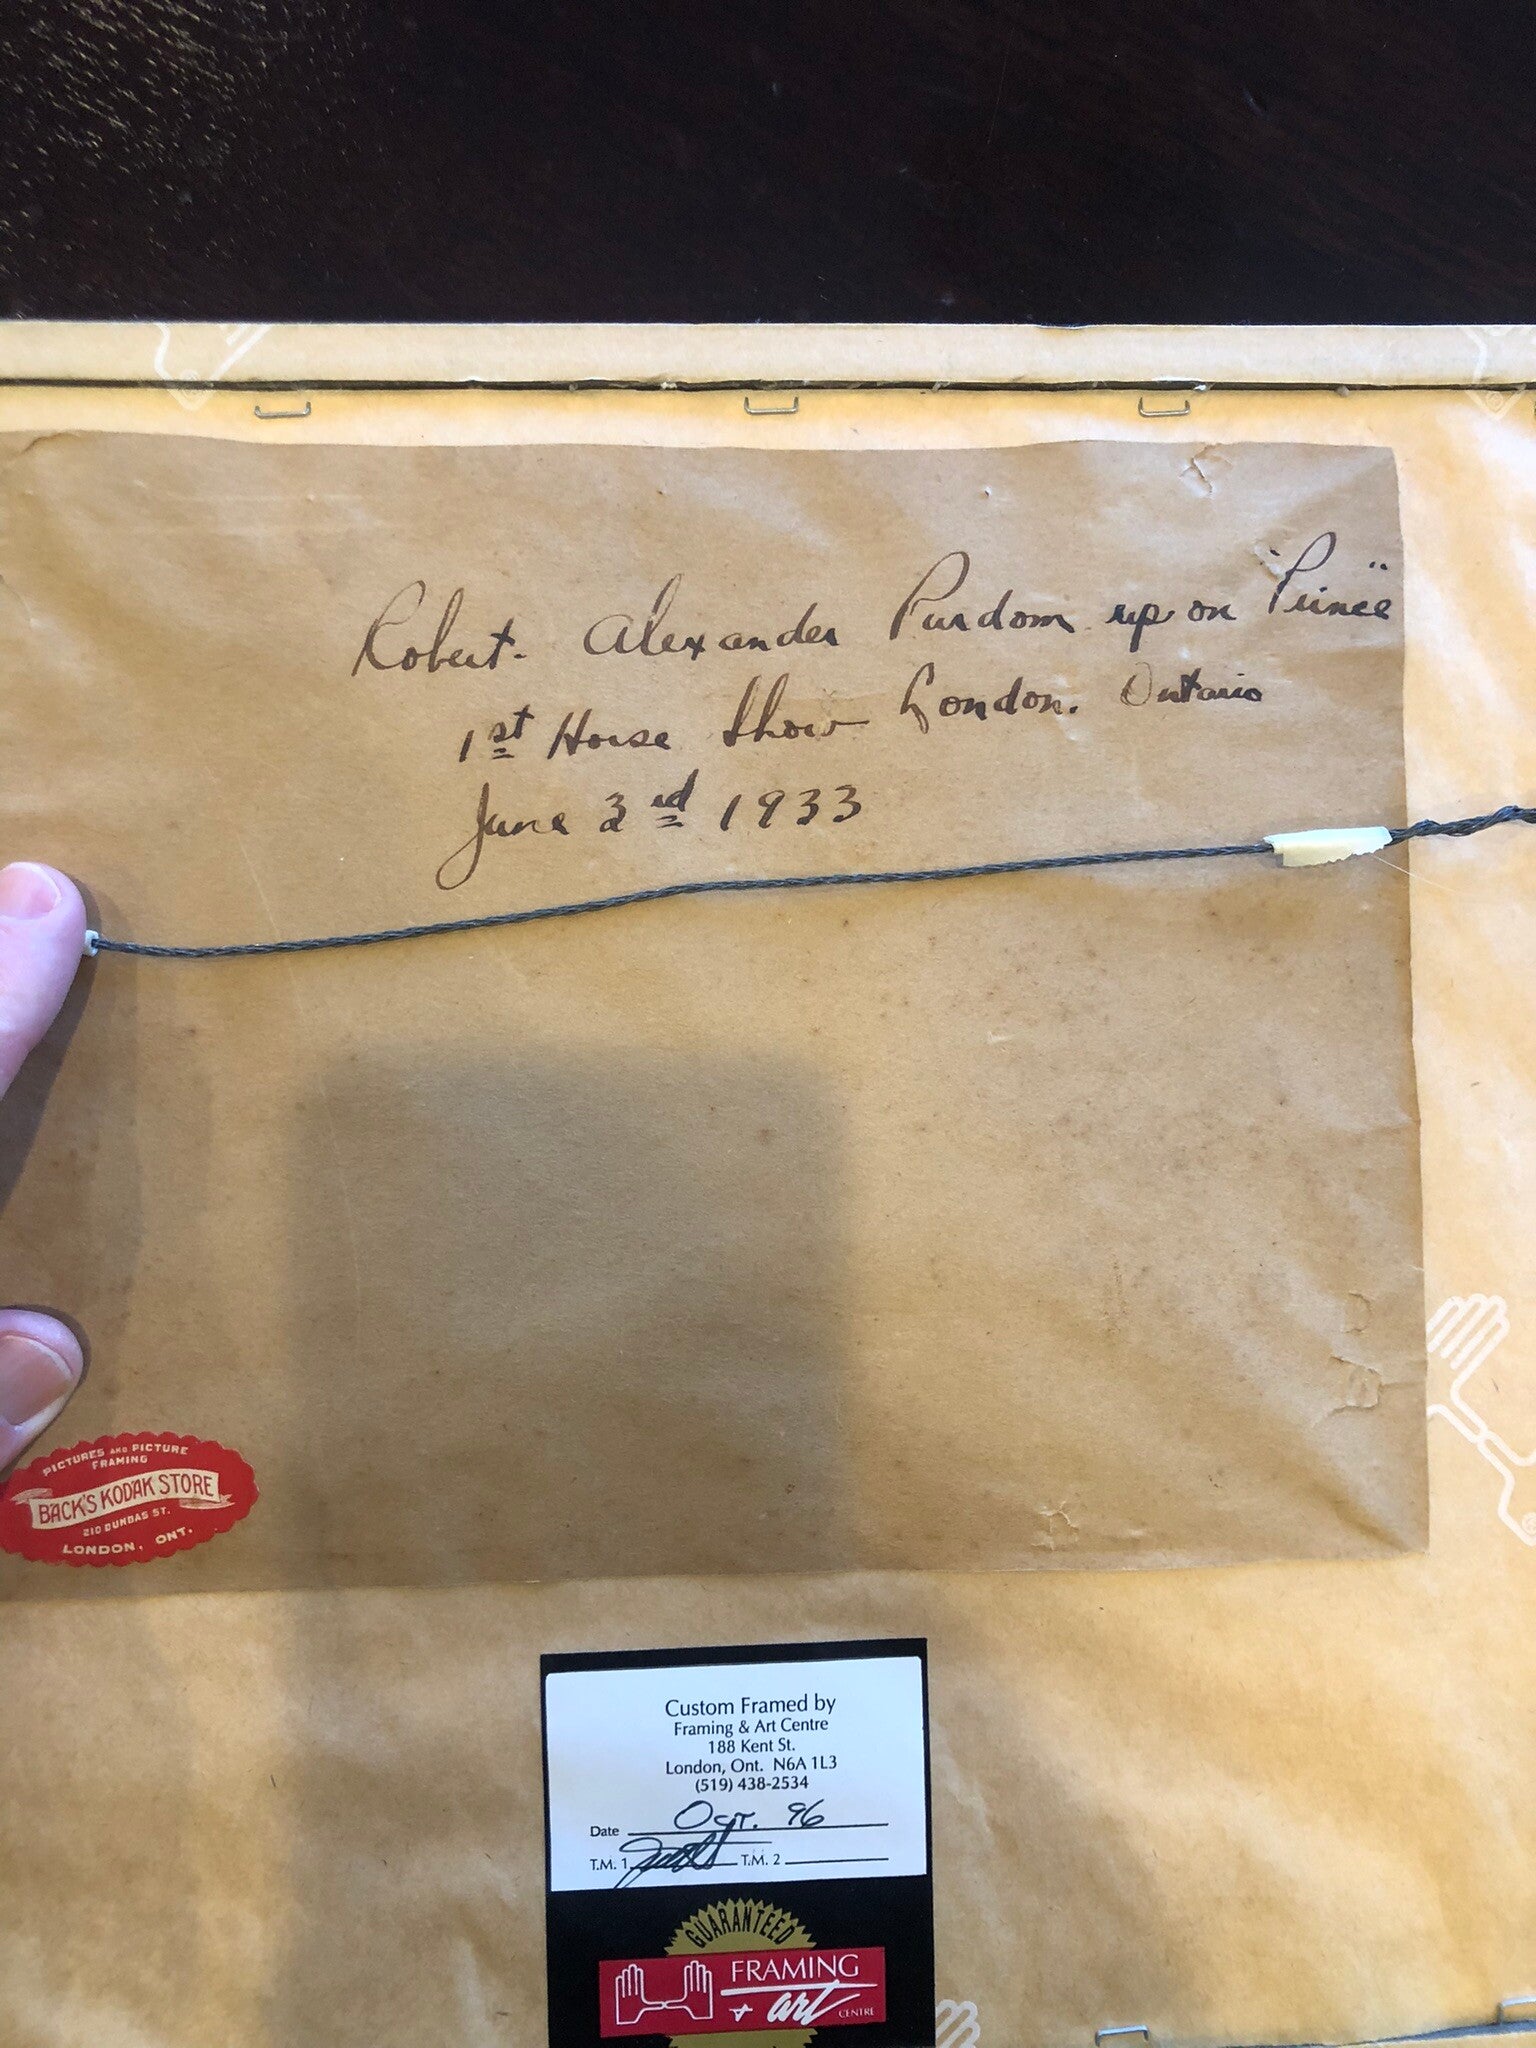 Robert. Alexander Purdom up on "Prince"
1st Horse Show London. Ontario
June 3rd 1933
PICTURES AND PICTURE
FRAMING
BACK'S KODAK STORE
210 DUNDAS ST.
LONDON, ONT.
Custom Framed by
Framing & Art Centre
188 Kent St.
London, Ont. N6A 1L3
(519) 438-2534
Date Oct. 96
T.M. 1 T.M. 2
GUARANTEED
FRAMING
+ art CENTRE